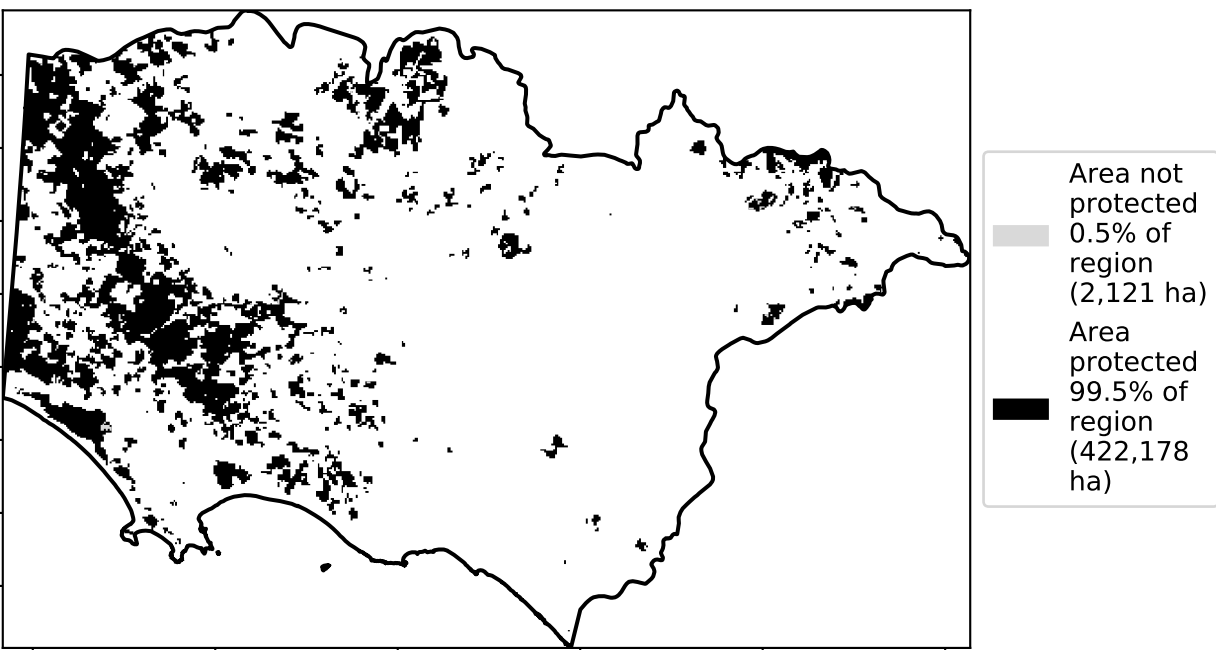 Area not
protected
0.5% of
region
(2,121 ha)
Area
protected
99.5% of
region
(422,178
ha)